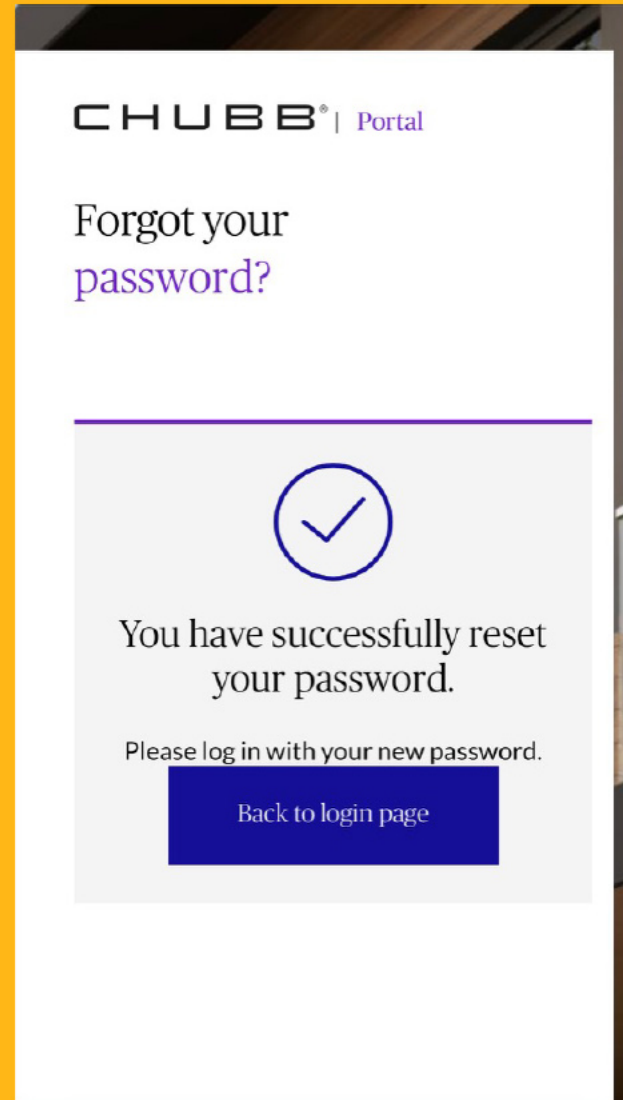 CHUBB® | Portal
Forgot your
password?
You have successfully reset
your password.
Please log in with your new password.
Back to login page